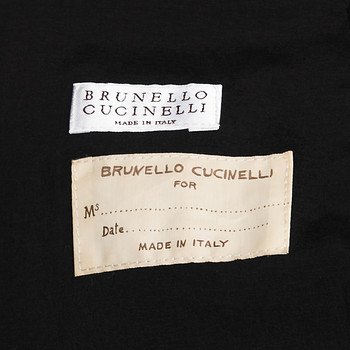 BRUNELLO
CUCINELLI
MADE IN ITALY
BRUNELLO CUCINELLI
FOR
Ms..............................
Date..............................
MADE IN ITALY